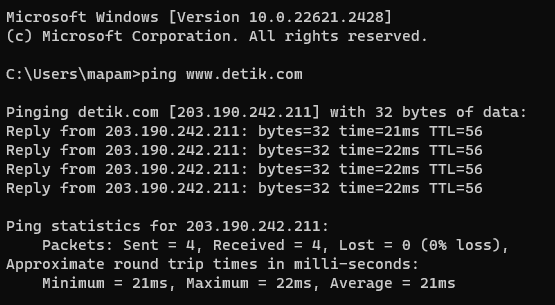 Microsoft Windows [Version 10.0.22621.2428]
(c) Microsoft Corporation. All rights reserved.
C:\Users\mapam>ping www.detik.com
Pinging detik.com [203.190.242.211] with 32 bytes of data:
Reply from 203.190.242.211: bytes=32 time=21ms TTL=56
Reply from 203.190.242.211: bytes=32 time=22ms TTL=56
Reply from 203.190.242.211: bytes=32 time=22ms TTL=56
Reply from 203.190.242.211: bytes=32 time=22ms TTL=56
Ping statistics for 203.190.242.211:
    Packets: Sent = 4, Received = 4, Lost = 0 (0% loss),
Approximate round trip times in milli-seconds:
    Minimum = 21ms, Maximum = 22ms, Average = 21ms